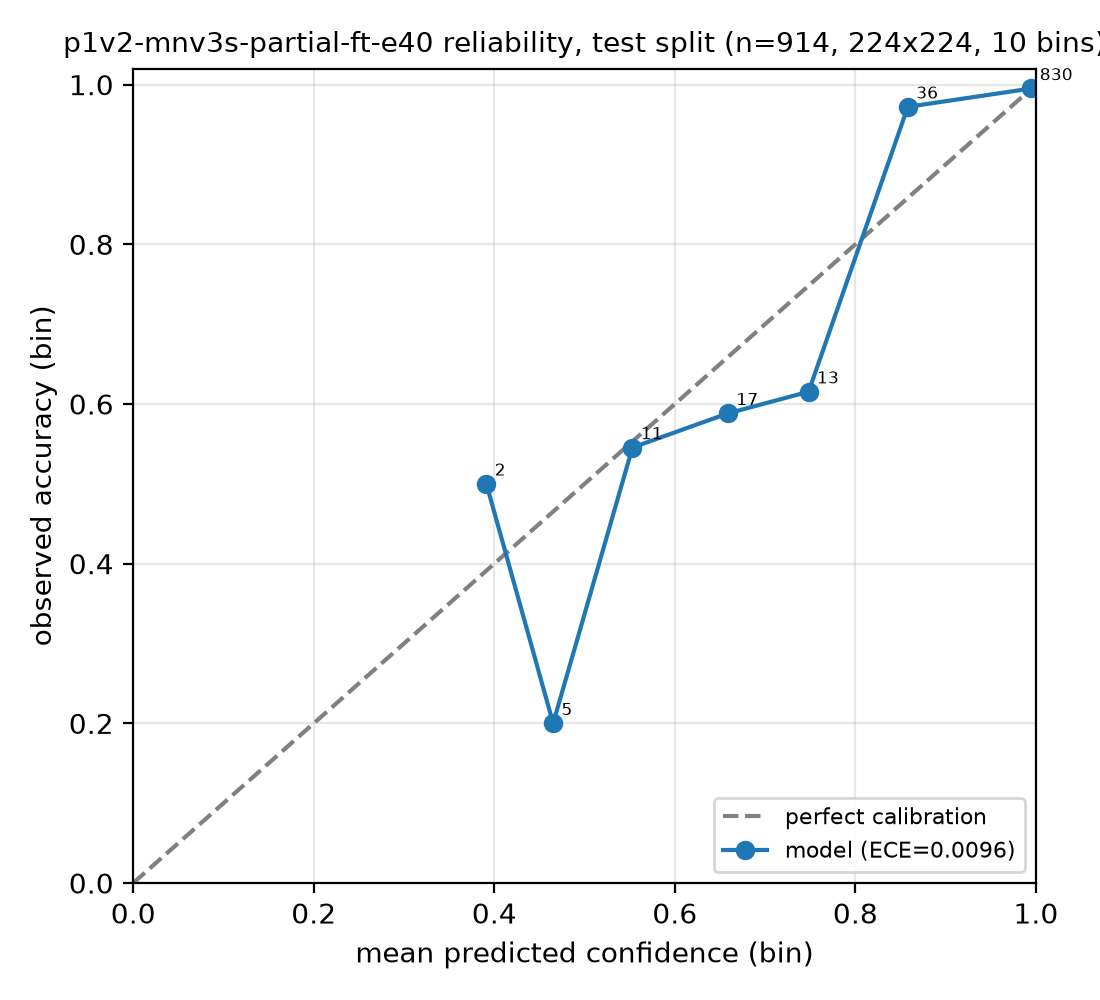 p1v2-mnv3s-partial-ft-e40 reliability, test split (n=914, 224x224, 10 bins)
1.0
0.8
0.6
0.4
0.2
0.0
observed accuracy (bin)
830
36
13
17
11
2
5
perfect calibration
model (ECE=0.0096)
0.0 0.2 0.4 0.6 0.8 1.0
mean predicted confidence (bin)